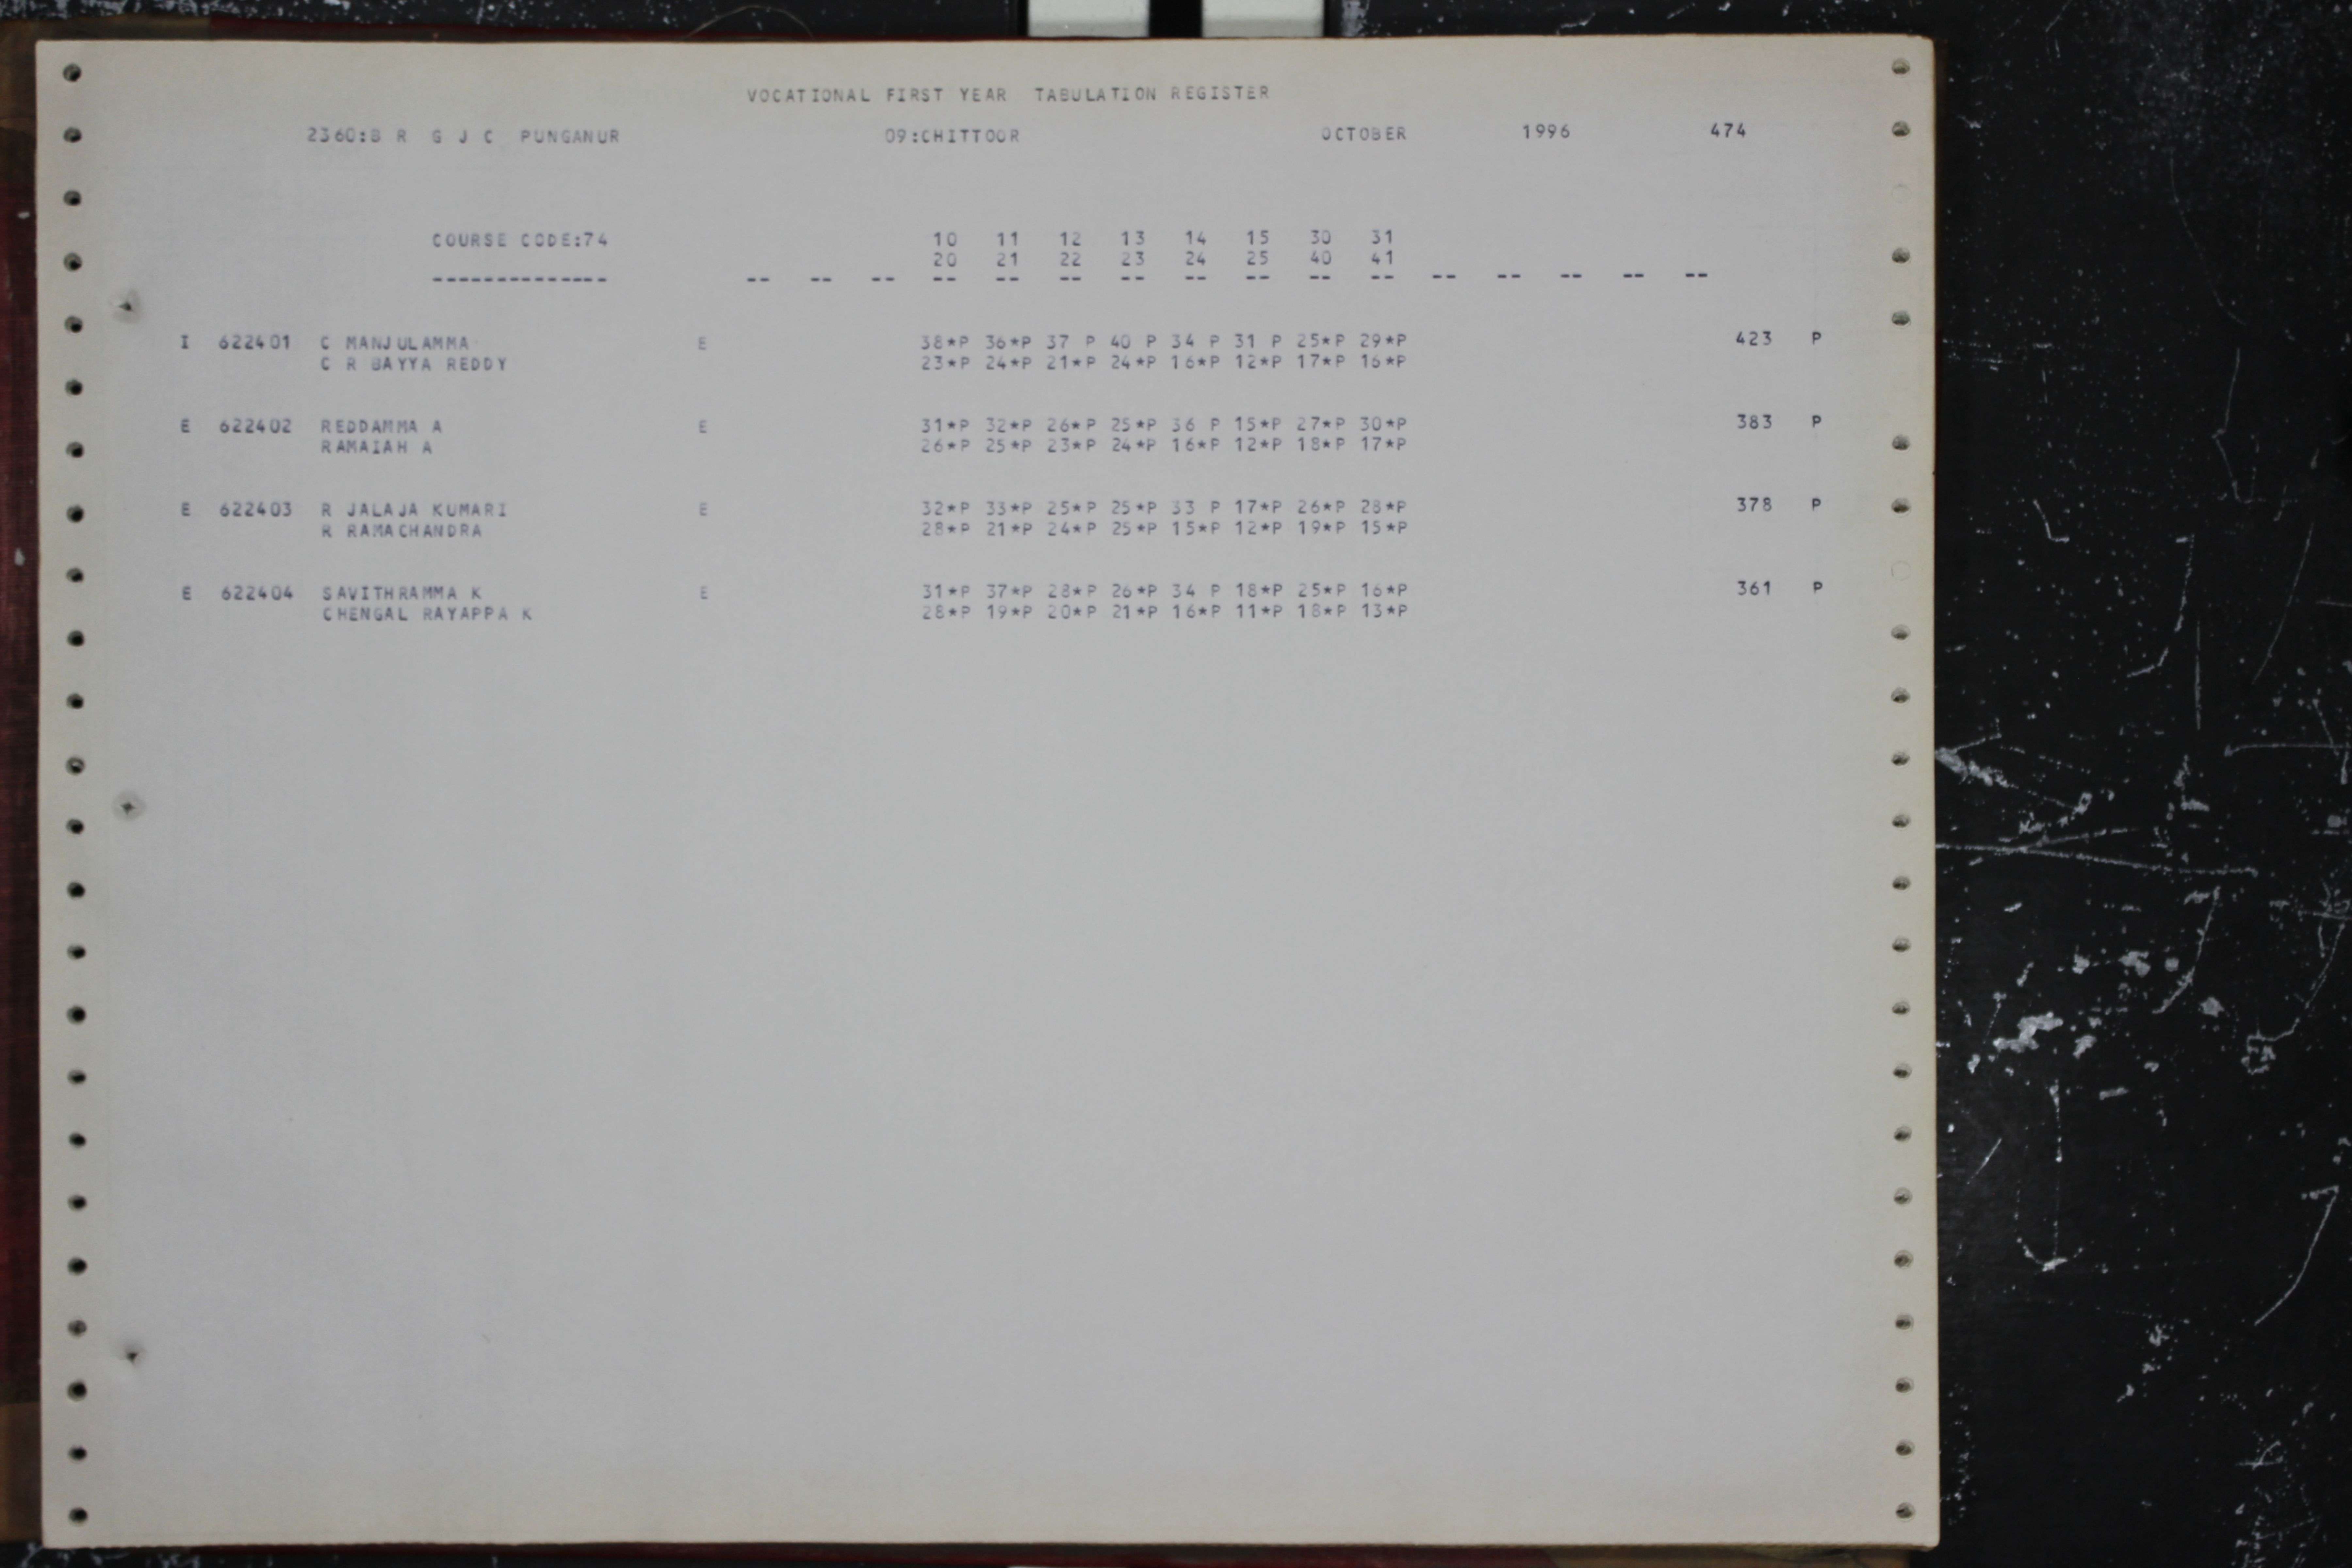 VOCATIONAL FIRST YEAR TABULATION REGISTER
2360:B R G J C PUNGANUR 09:CHITTOOR OCTOBER 1996 474
COURSE CODE:74 10 11 12 13 14 15 30 31
20 21 22 23 24 25 40 41
-------------- -- -- -- -- -- -- -- -- -- -- -- -- -- -- -- --
I 622401 C MANJULAMMA E 38*P 36*P 37 P 40 P 34 P 31 P 25*P 29*P 423 P
C R BAYYA REDDY 23*P 24*P 21*P 24*P 16*P 12*P 17*P 16*P
E 622402 REDDAMMA A E 31*P 32*P 26*P 25*P 36 P 15*P 27*P 30*P 383 P
RAMAIAH A 26*P 25*P 23*P 24*P 16*P 12*P 18*P 17*P
E 622403 R JALAJA KUMARI E 32*P 33*P 25*P 25*P 33 P 17*P 26*P 28*P 378 P
R RAMACHANDRA 28*P 21*P 24*P 25*P 15*P 12*P 19*P 15*P
E 622404 SAVITHRAMMA K E 31*P 37*P 28*P 26*P 34 P 18*P 25*P 16*P 361 P
CHENGAL RAYAPPA K 28*P 19*P 20*P 21*P 16*P 11*P 18*P 13*P